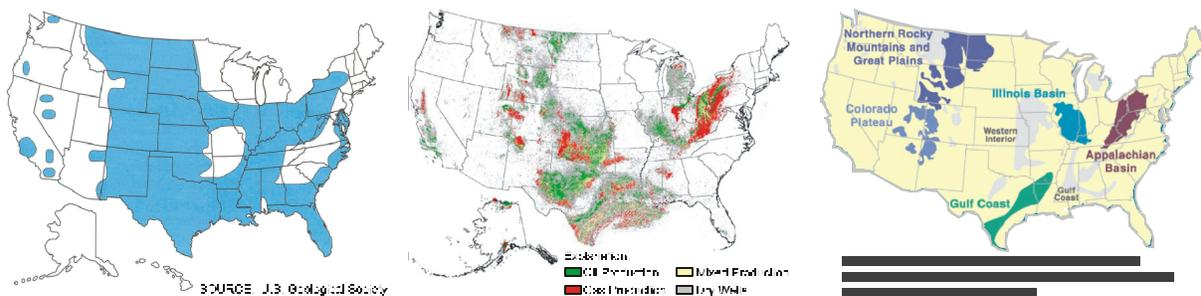 SOURCE: U.S. Geological Society
Explanation
Oil Production
Mixed Production
Gas Production
Dry Wells
Northern Rocky
Mountains and
Great Plains
Illinois Basin
Colorado
Plateau
Western
Interior
Appalachian
Basin
Gulf
Coast
Gulf Coast